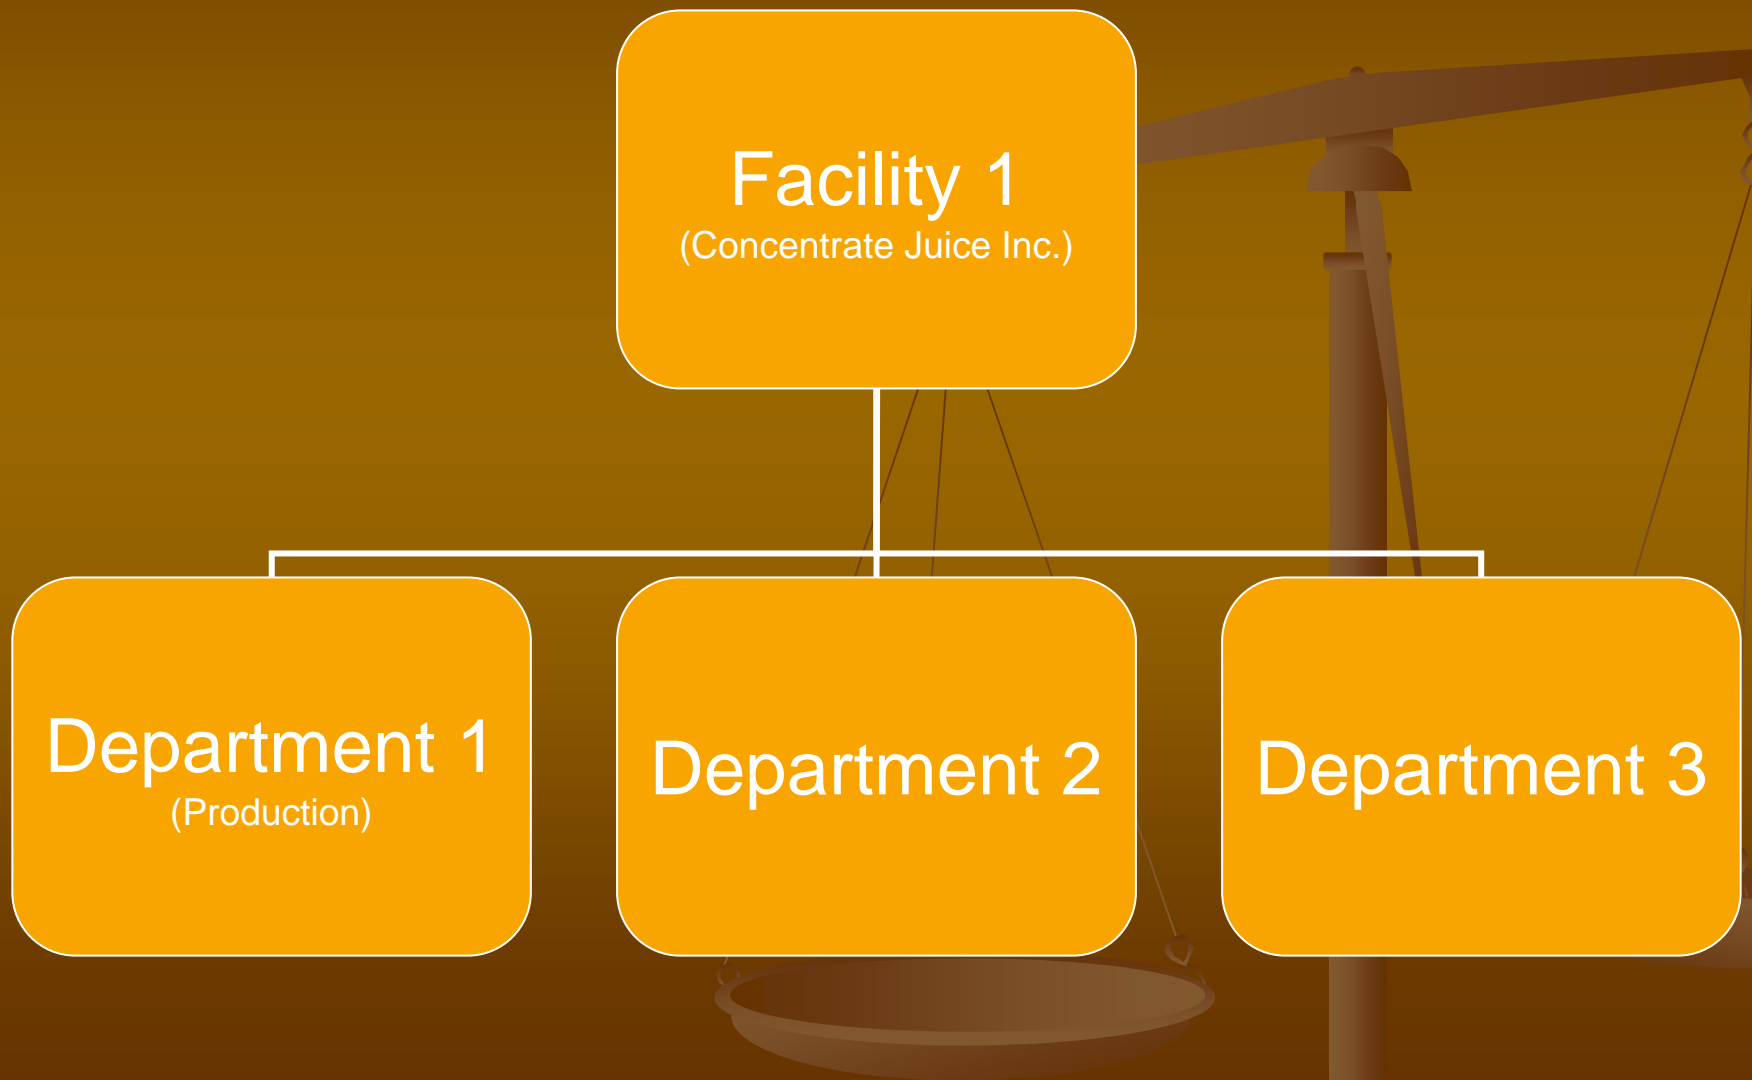 Facility 1
(Concentrate Juice Inc.)
Department 1
(Production)
Department 2
Department 3